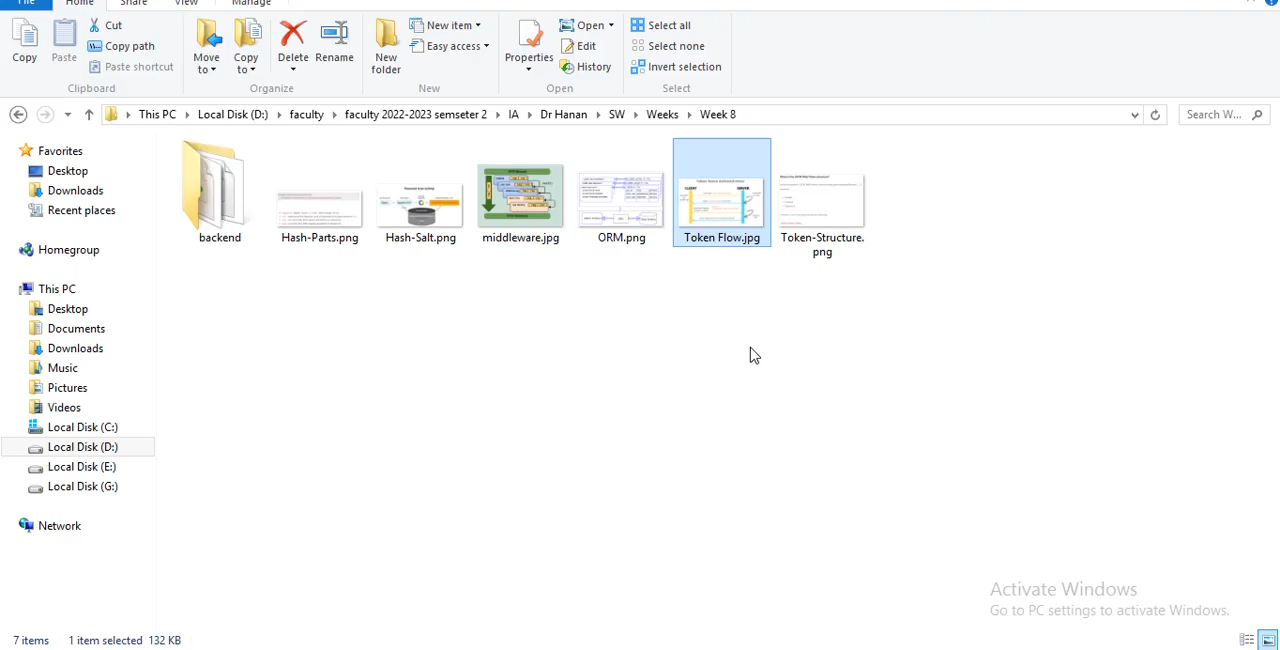 File Home Share View Manage
Copy
Paste
Cut
Copy path
Paste shortcut
Clipboard
Move to
Copy to
Delete
Rename
Organize
New folder
New item
Easy access
New
Properties
Open
Edit
History
Open
Select all
Select none
Invert selection
Select
This PC Local Disk (D:) faculty faculty 2022-2023 semseter 2 IA Dr Hanan SW Weeks Week 8
Search W...
Favorites
Desktop
Downloads
Recent places
Homegroup
This PC
Desktop
Documents
Downloads
Music
Pictures
Videos
Local Disk (C:)
Local Disk (D:)
Local Disk (E:)
Local Disk (G:)
Network
backend
Hash-Parts.png
Hash-Salt.png
middleware.jpg
ORM.png
Token Flow.jpg
Token-Structure.
png
Activate Windows
Go to PC settings to activate Windows.
7 items 1 item selected 132 KB